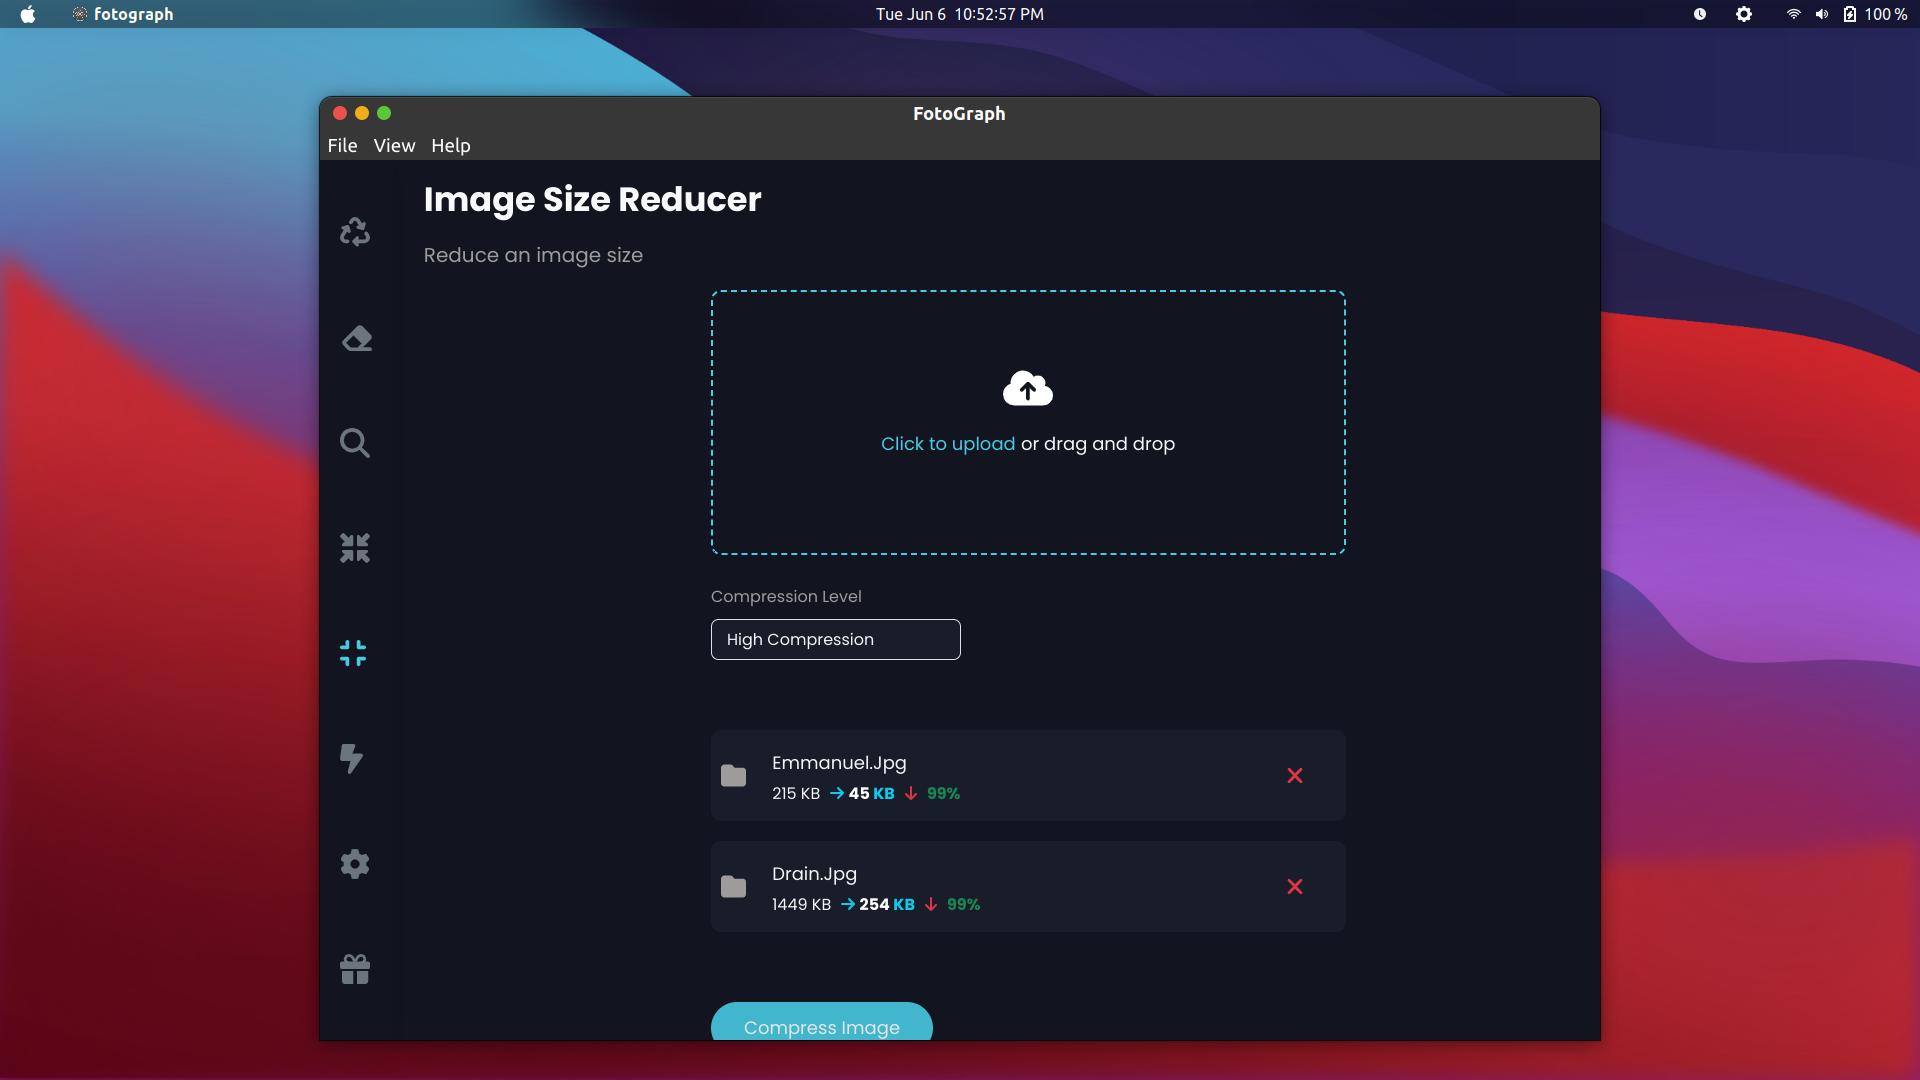 fotograph
Tue Jun 6 10:52:57 PM
100 %
FotoGraph
File View Help
Image Size Reducer
Reduce an image size
Click to upload or drag and drop
Compression Level
High Compression
Emmanuel.Jpg
215 KB 45 KB 99%
Drain.Jpg
1449 KB 254 KB 99%
Compress Image